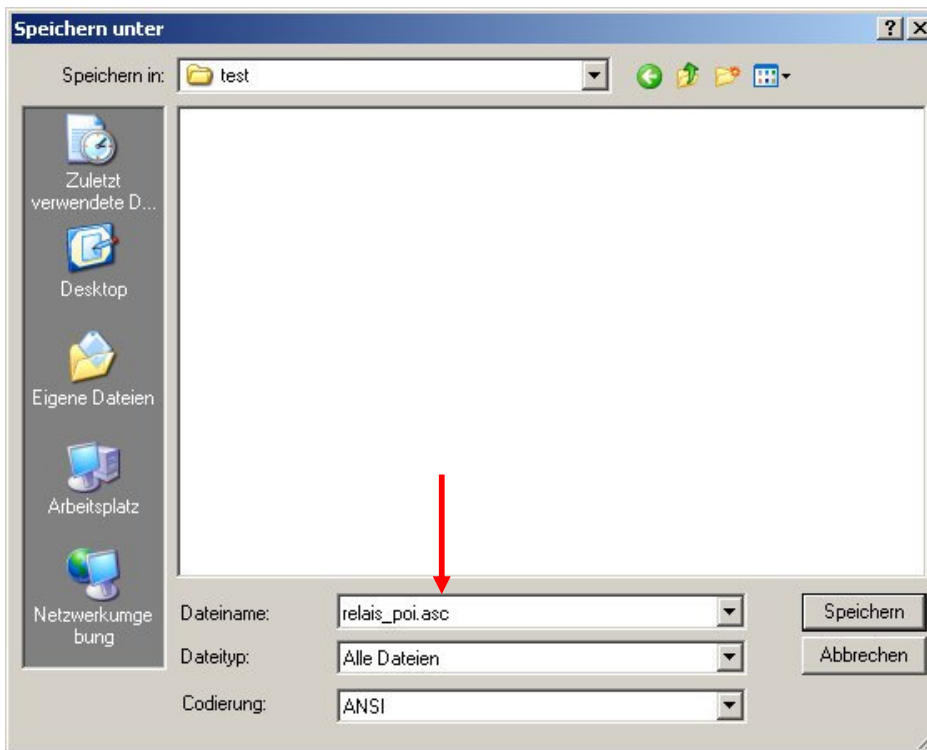 Speichern unter
Speichern in: test
Zuletzt
verwendete D...
Desktop
Eigene Dateien
Arbeitsplatz
Netzwerkumge
bung
Dateiname: relais_poi.asc Speichern
Dateityp: Alle Dateien Abbrechen
Codierung: ANSI